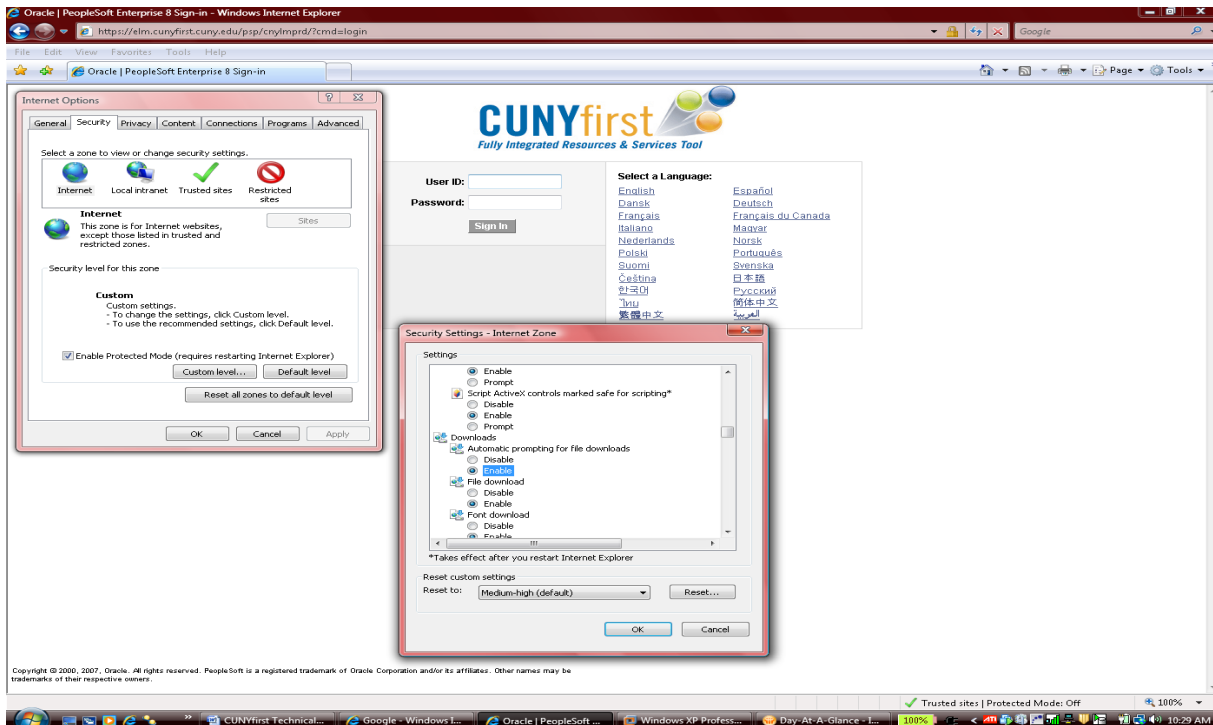 Oracle | PeopleSoft Enterprise 8 Sign-in - Windows Internet Explorer
https://elm.cunyfirst.cuny.edu/psp/cnylmprd/?cmd=login
Google
File Edit View Favorites Tools Help
Oracle | PeopleSoft Enterprise 8 Sign-in
Page Tools
Internet Options
General Security Privacy Content Connections Programs Advanced
Select a zone to view or change security settings.
Internet Local intranet Trusted sites Restricted
sites
Internet
Sites
This zone is for Internet websites,
except those listed in trusted and
restricted zones.
Security level for this zone
Custom
Custom settings.
- To change the settings, click Custom level.
- To use the recommended settings, click Default level.
Enable Protected Mode (requires restarting Internet Explorer)
Custom level... Default level
Reset all zones to default level
OK Cancel Apply
CUNYfirst
Fully Integrated Resources & Services Tool
User ID:
Password:
Sign In
Select a Language:
English Español
Dansk Deutsch
Français Français du Canada
Italiano Magyar
Nederlands Norsk
Polski Português
Suomi Svenska
Čeština 日本語
한국어 Русский
ไทย 简体中文
繁體中文 العربية
Security Settings - Internet Zone
Settings
Enable
Prompt
Script ActiveX controls marked safe for scripting*
Disable
Enable
Prompt
Downloads
Automatic prompting for file downloads
Disable
Enable
File download
Disable
Enable
Font download
Disable
Enable
*Takes effect after you restart Internet Explorer
Reset custom settings
Reset to: Medium-high (default) Reset...
OK Cancel
Copyright © 2000, 2007, Oracle. All rights reserved. PeopleSoft is a registered trademark of Oracle Corporation and/or its affiliates. Other names may be
trademarks of their respective owners.
Trusted sites | Protected Mode: Off 100%
CUNYfirst Technical... Google - Windows I... Oracle | PeopleSoft ... Windows XP Profess... Day-At-A-Glance - I... 100% 10:29 AM